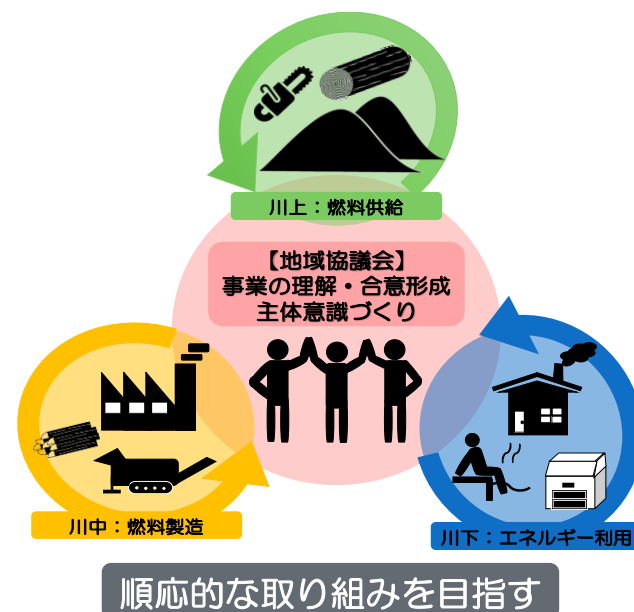 川上：燃料供給
【地域協議会】
事業の理解・合意形成
主体意識づくり
川中：燃料製造
川下：エネルギー利用
順応的な取り組みを目指す